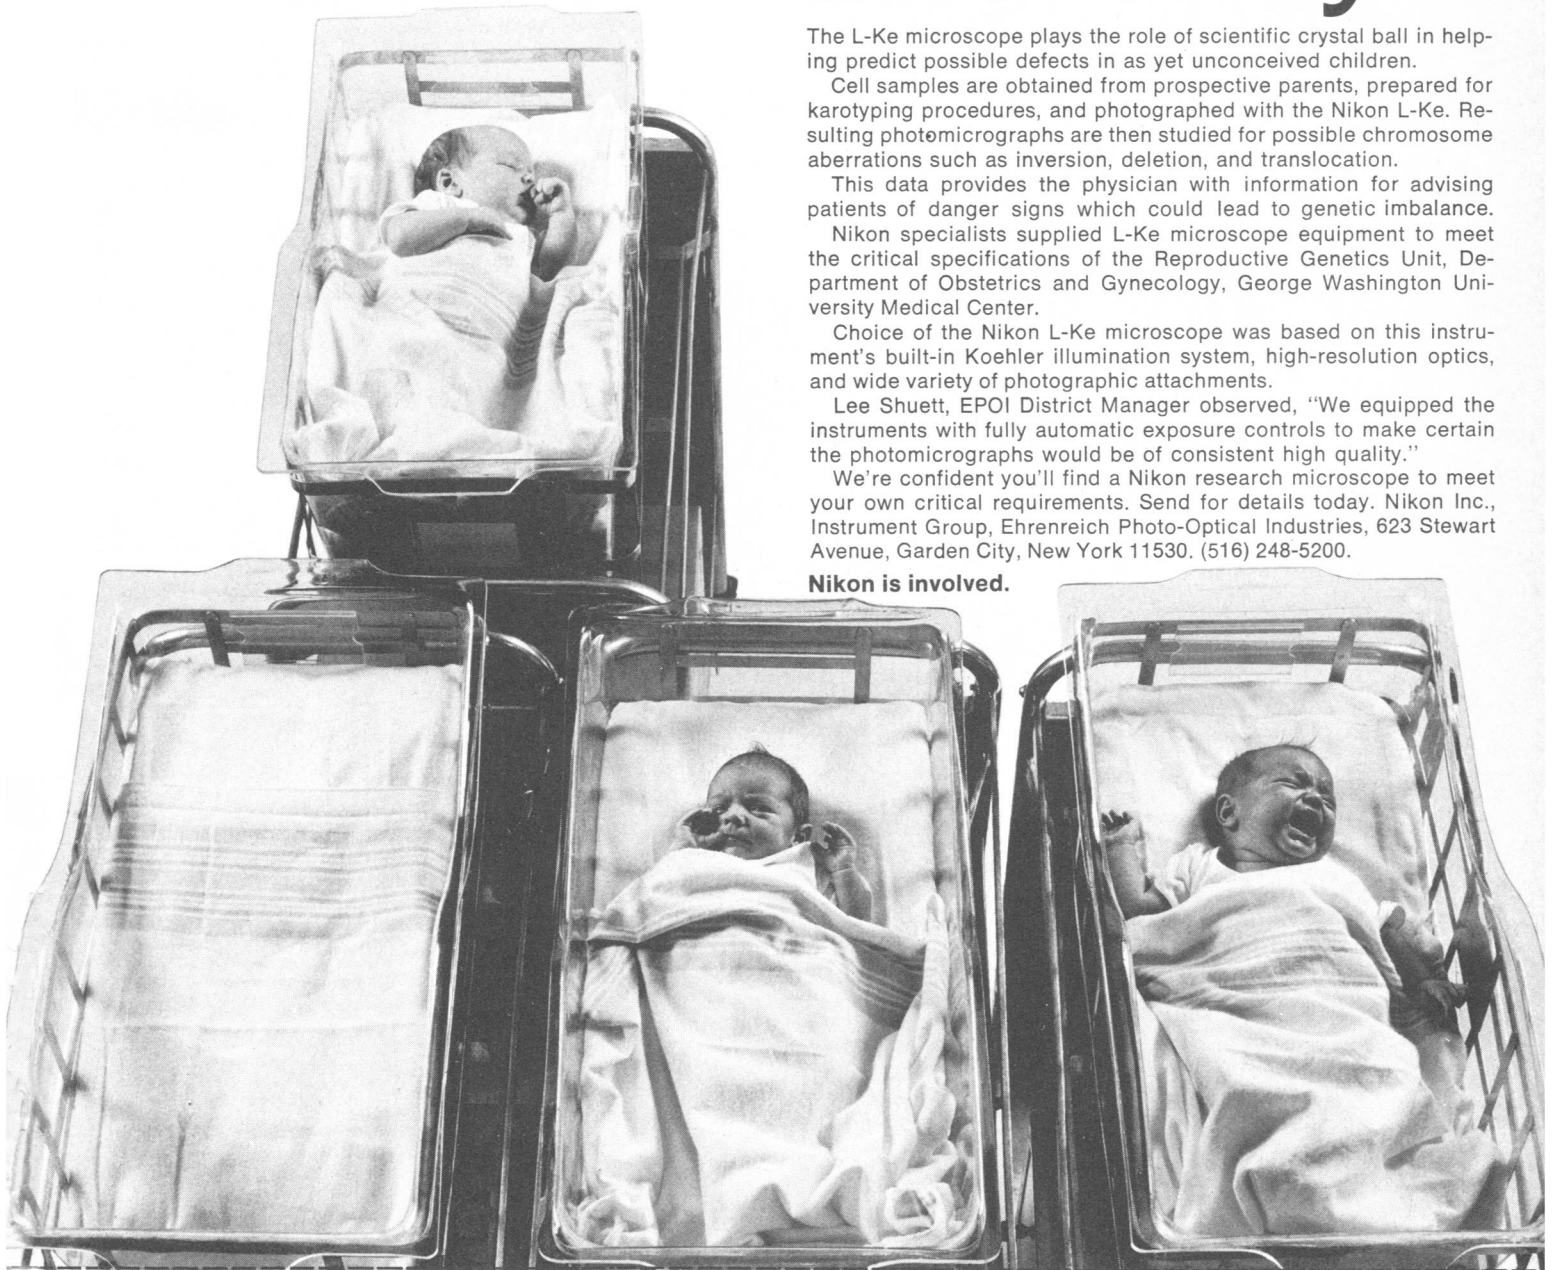 The L-Ke microscope plays the role of scientific crystal ball in help-
ing predict possible defects in as yet unconceived children.
Cell samples are obtained from prospective parents, prepared for
karotyping procedures, and photographed with the Nikon L-Ke. Re-
sulting photomicrographs are then studied for possible chromosome
aberrations such as inversion, deletion, and translocation.
This data provides the physician with information for advising
patients of danger signs which could lead to genetic imbalance.
Nikon specialists supplied L-Ke microscope equipment to meet
the critical specifications of the Reproductive Genetics Unit, De-
partment of Obstetrics and Gynecology, George Washington Uni-
versity Medical Center.
Choice of the Nikon L-Ke microscope was based on this instru-
ment's built-in Koehler illumination system, high-resolution optics,
and wide variety of photographic attachments.
Lee Shuett, EPOI District Manager observed, "We equipped the
instruments with fully automatic exposure controls to make certain
the photomicrographs would be of consistent high quality."
We're confident you'll find a Nikon research microscope to meet
your own critical requirements. Send for details today. Nikon Inc.,
Instrument Group, Ehrenreich Photo-Optical Industries, 623 Stewart
Avenue, Garden City, New York 11530. (516) 248-5200.
Nikon is involved.